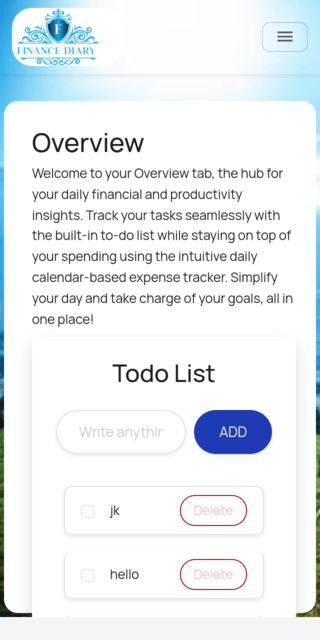 F
FINANCE DIARY
Overview
Welcome to your Overview tab, the hub for
your daily financial and productivity
insights. Track your tasks seamlessly with
the built-in to-do list while staying on top of
your spending using the intuitive daily
calendar-based expense tracker. Simplify
your day and take charge of your goals, all in
one place!
Todo List
Write anythir
ADD
jk
Delete
hello
Delete